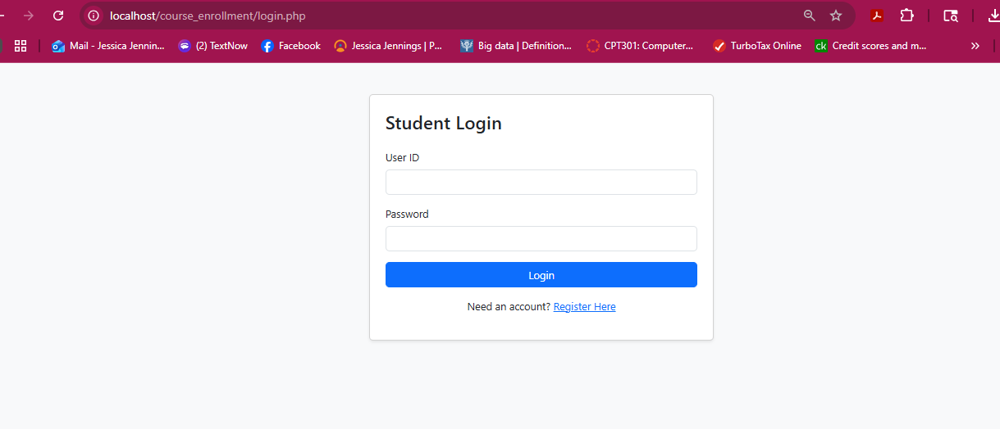 localhost/course_enrollment/login.php
Mail - Jessica Jennin... (2) TextNow Facebook Jessica Jennings | P... Big data | Definition... CPT301: Computer... TurboTax Online ck Credit scores and m... »
Student Login
User ID
Password
Login
Need an account? Register Here